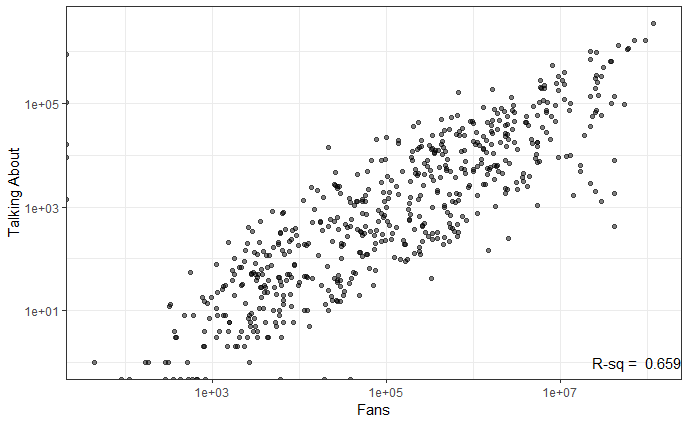 Talking About
1e+05
1e+03
1e+01
R-sq = 0.659
1e+03
1e+05
1e+07
Fans